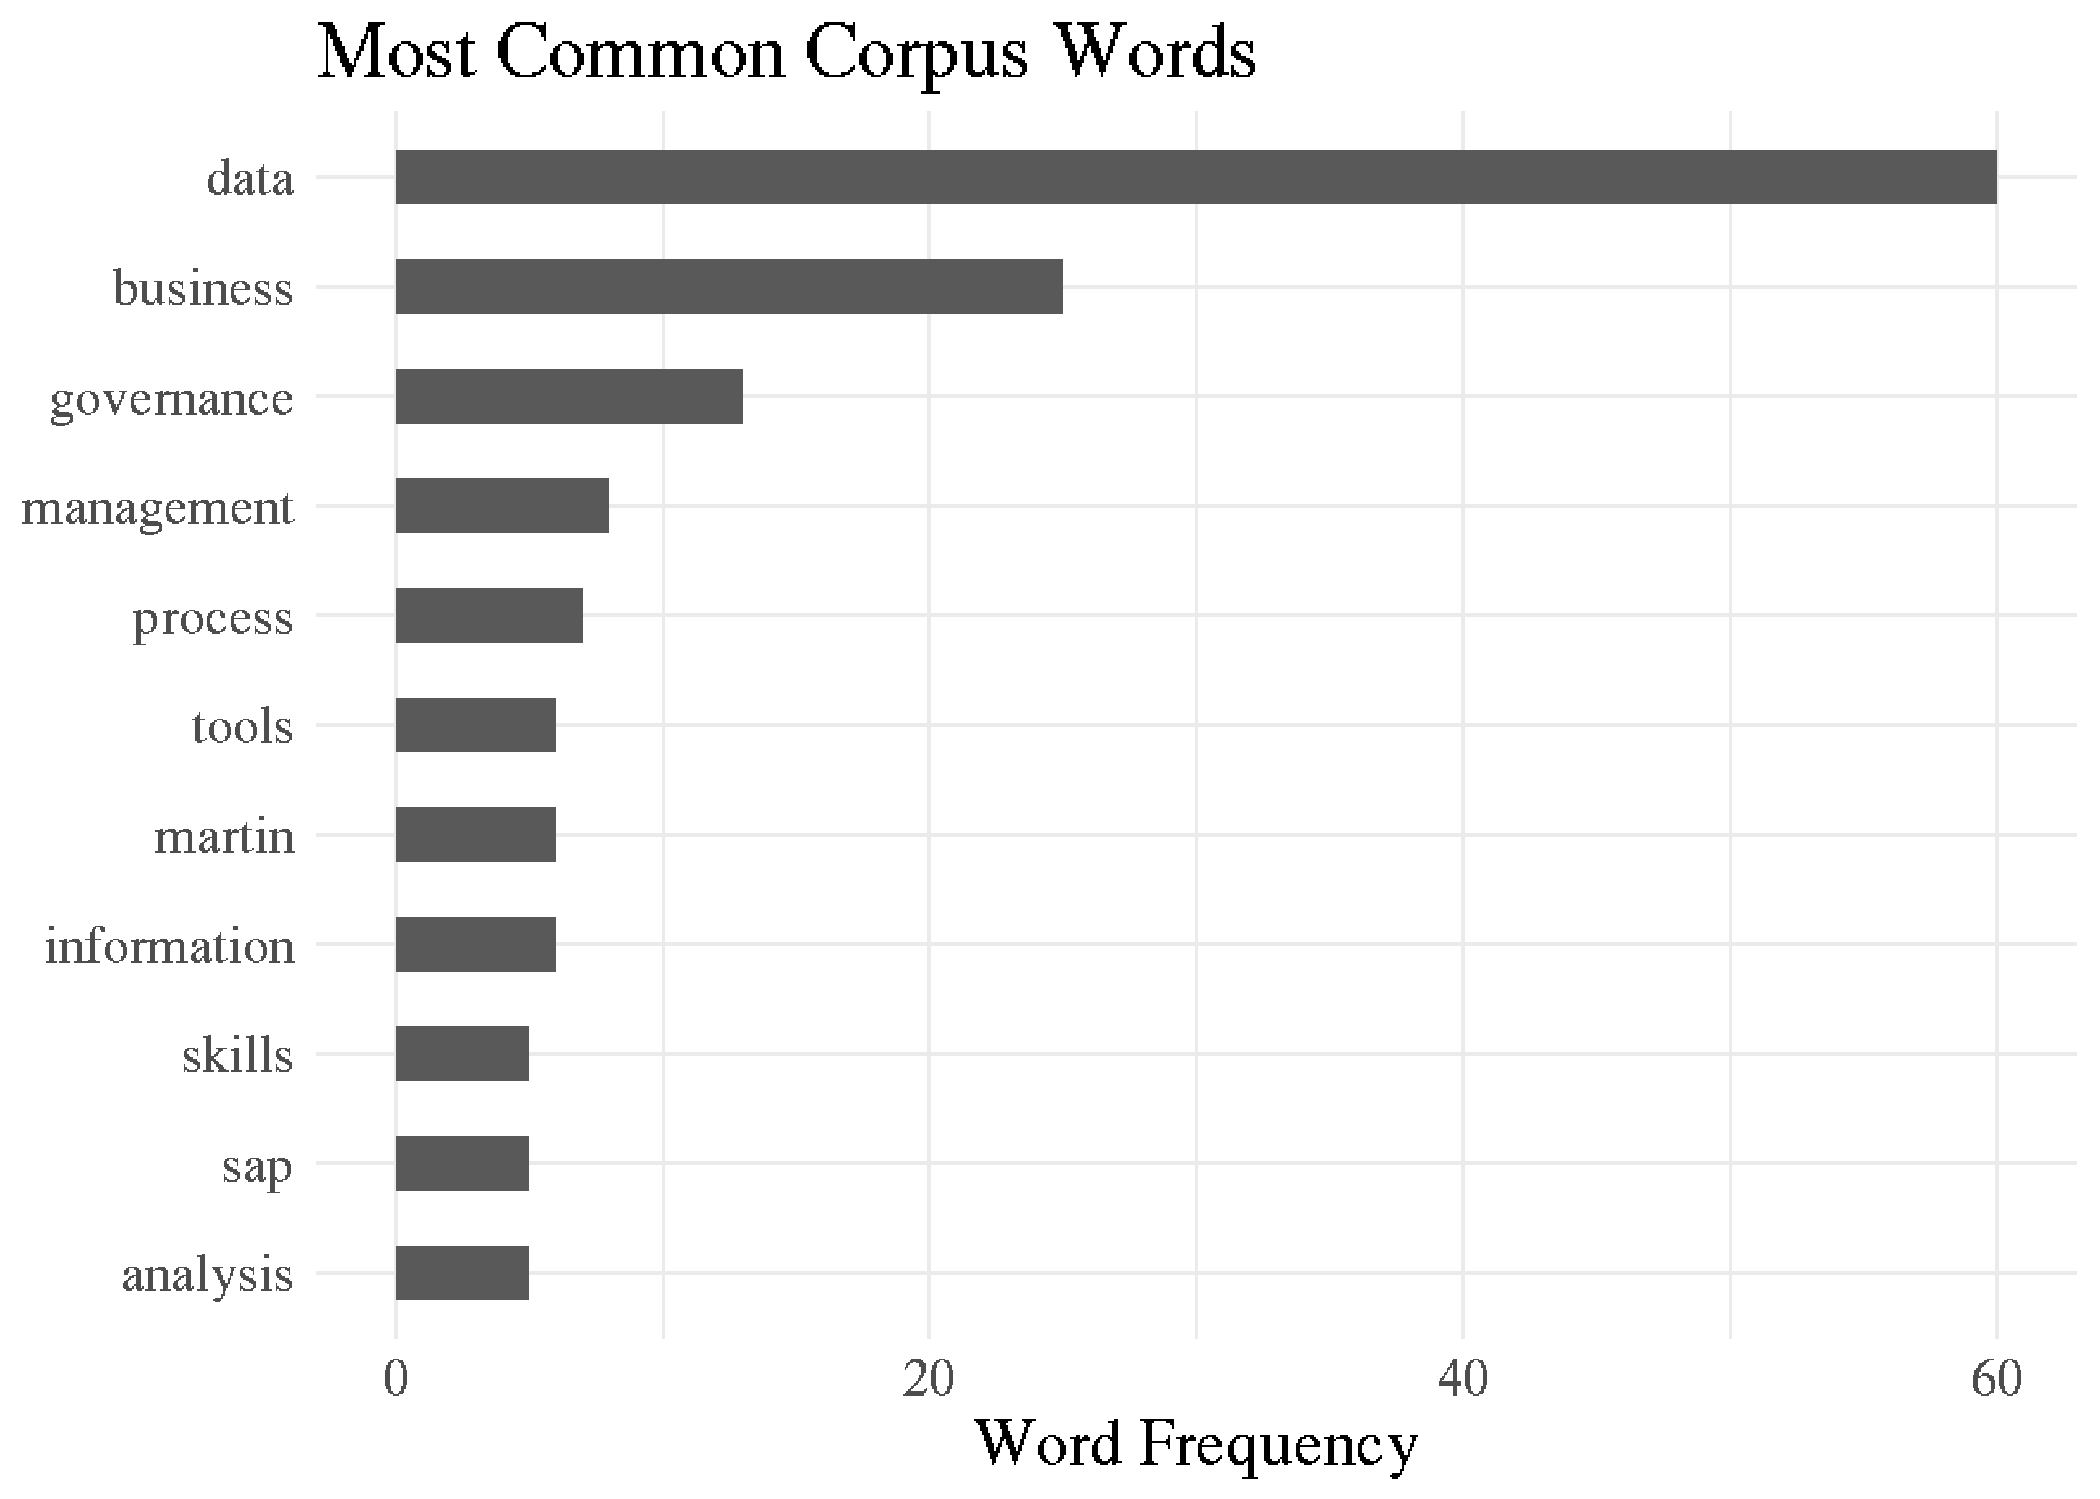 Most Common Corpus Words
data
business
governance
management
process
tools
martin
information
skills
sap
analysis
0 20 40 60
Word Frequency